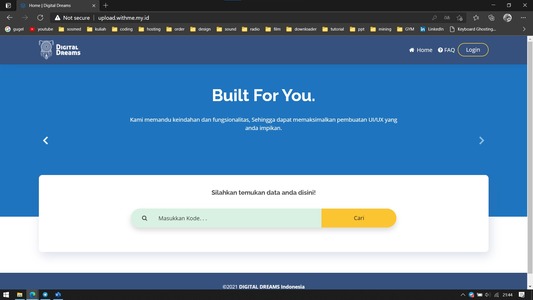 Home | Digital Dreams
Not secure | upload.withme.my.id
gugel youtube sosmed kuliah coding hosting order design sound radio film downloader tutorial ppt mining GYM LinkedIn Keyboard Ghosting...
DIGITAL DREAMS
Home FAQ Login
Built For You.
Kami memandu keindahan dan fungsionalitas, Sehingga dapat memaksimalkan pembuatan UI/UX yang
anda impikan.
Silahkan temukan data anda disini!
Masukkan Kode. . . Cari
©2021 DIGITAL DREAMS Indonesia
21:44